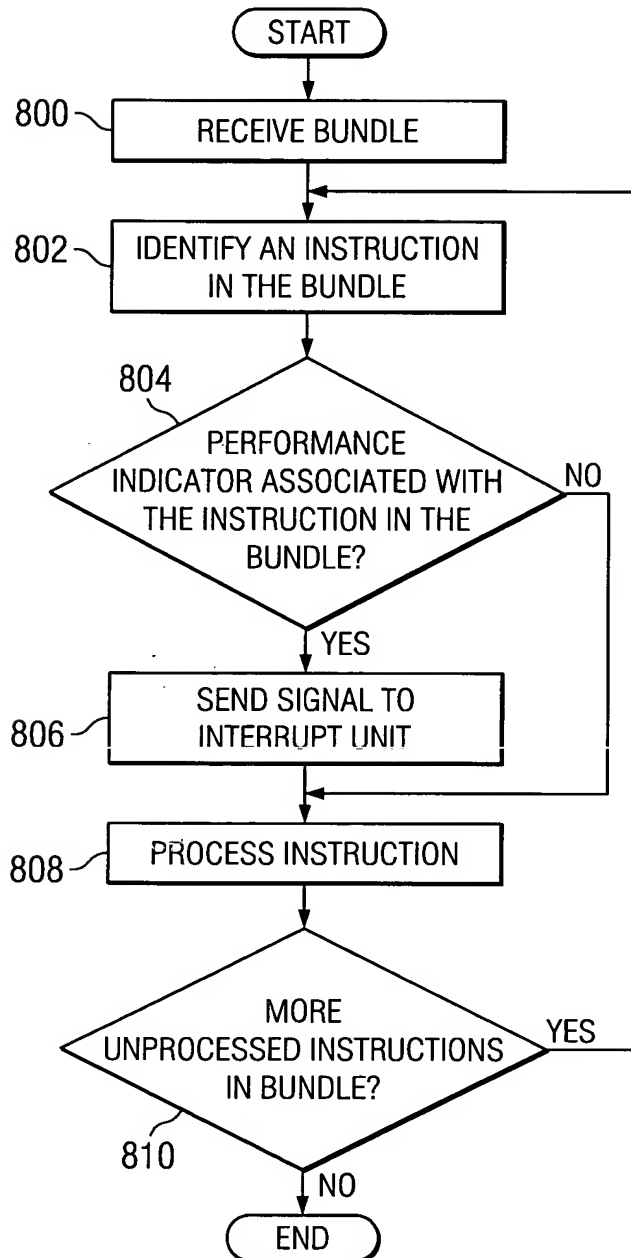 START
800
RECEIVE BUNDLE
802
IDENTIFY AN INSTRUCTION
IN THE BUNDLE
804
PERFORMANCE
INDICATOR ASSOCIATED WITH
THE INSTRUCTION IN THE
BUNDLE?
NO
YES
806
SEND SIGNAL TO
INTERRUPT UNIT
808
PROCESS INSTRUCTION
MORE
UNPROCESSED INSTRUCTIONS
IN BUNDLE?
YES
810
NO
END